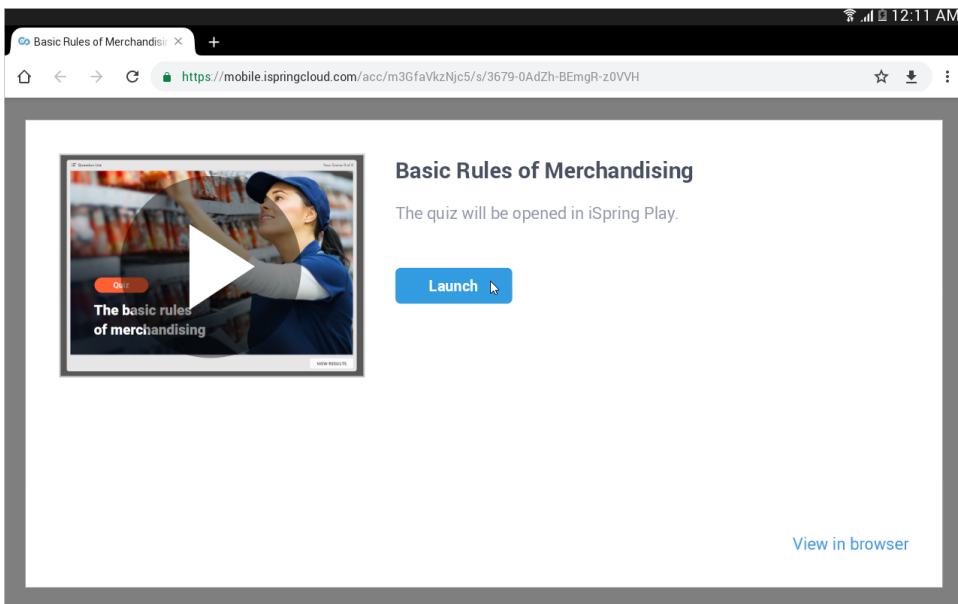 12:11 AM
Basic Rules of Merchandisin
https://mobile.ispringcloud.com/acc/m3GfaVkzNjc5/s/3679-0AdZh-BEmgR-z0VVH
Basic Rules of Merchandising
The quiz will be opened in iSpring Play.
Launch
Quiz
The basic rules
of merchandising
VIEW RESULTS
View in browser